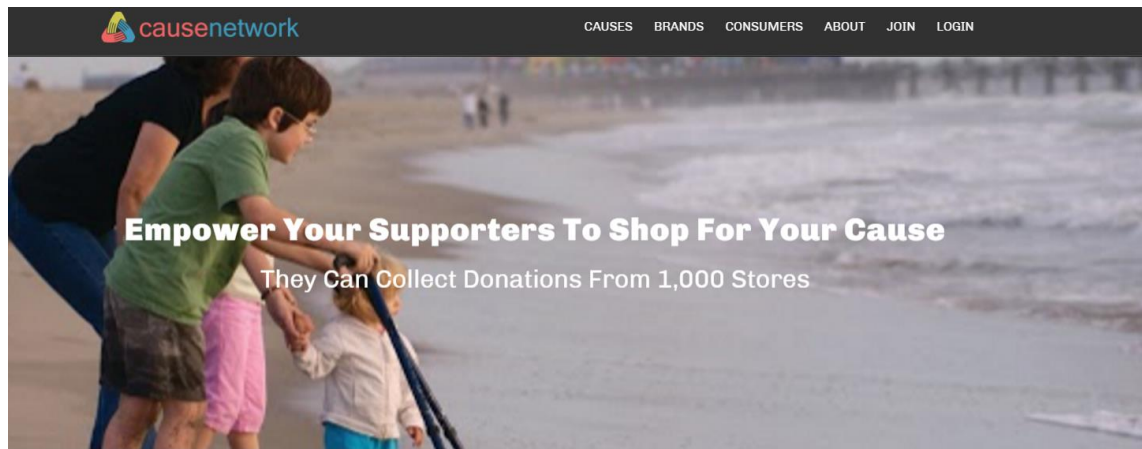 causenetwork
CAUSES BRANDS CONSUMERS ABOUT JOIN LOGIN
Empower Your Supporters To Shop For Your Cause
They Can Collect Donations From 1,000 Stores